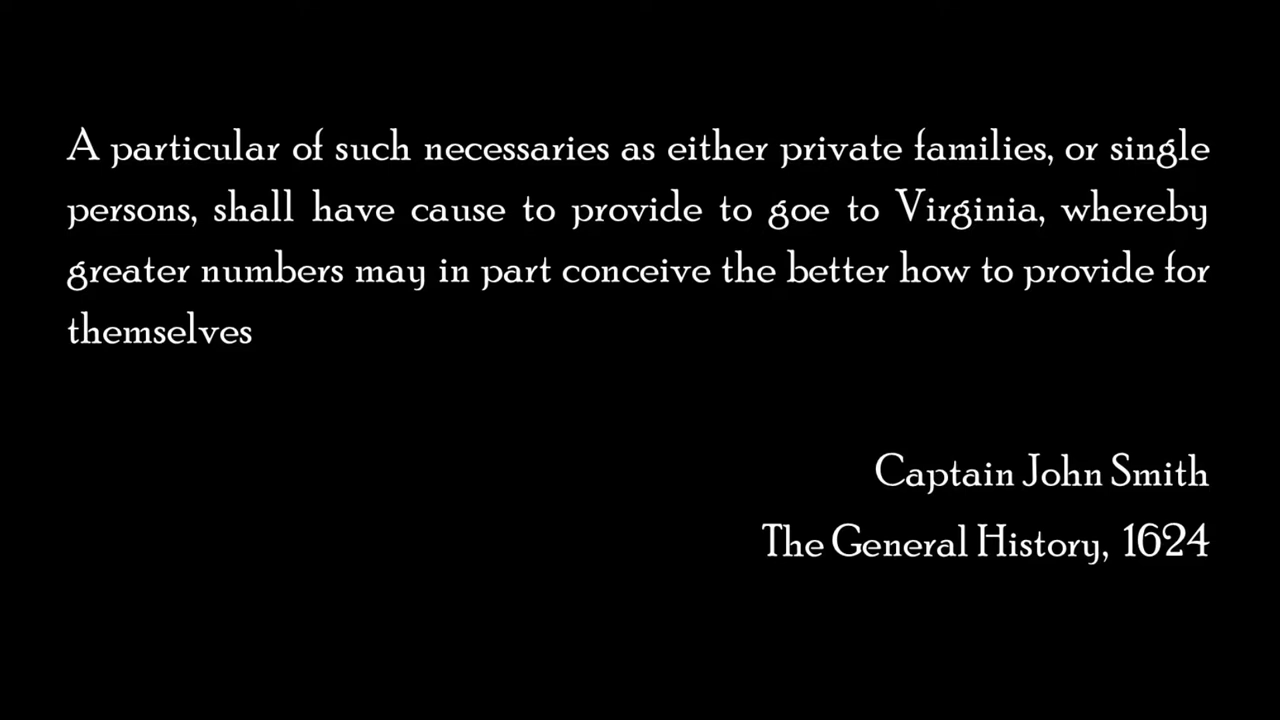 A particular of such necessaries as either private families, or single
persons, shall have cause to provide to goe to Virginia, whereby
greater numbers may in part conceive the better how to provide for
themselves
Captain John Smith
The General History, 1624